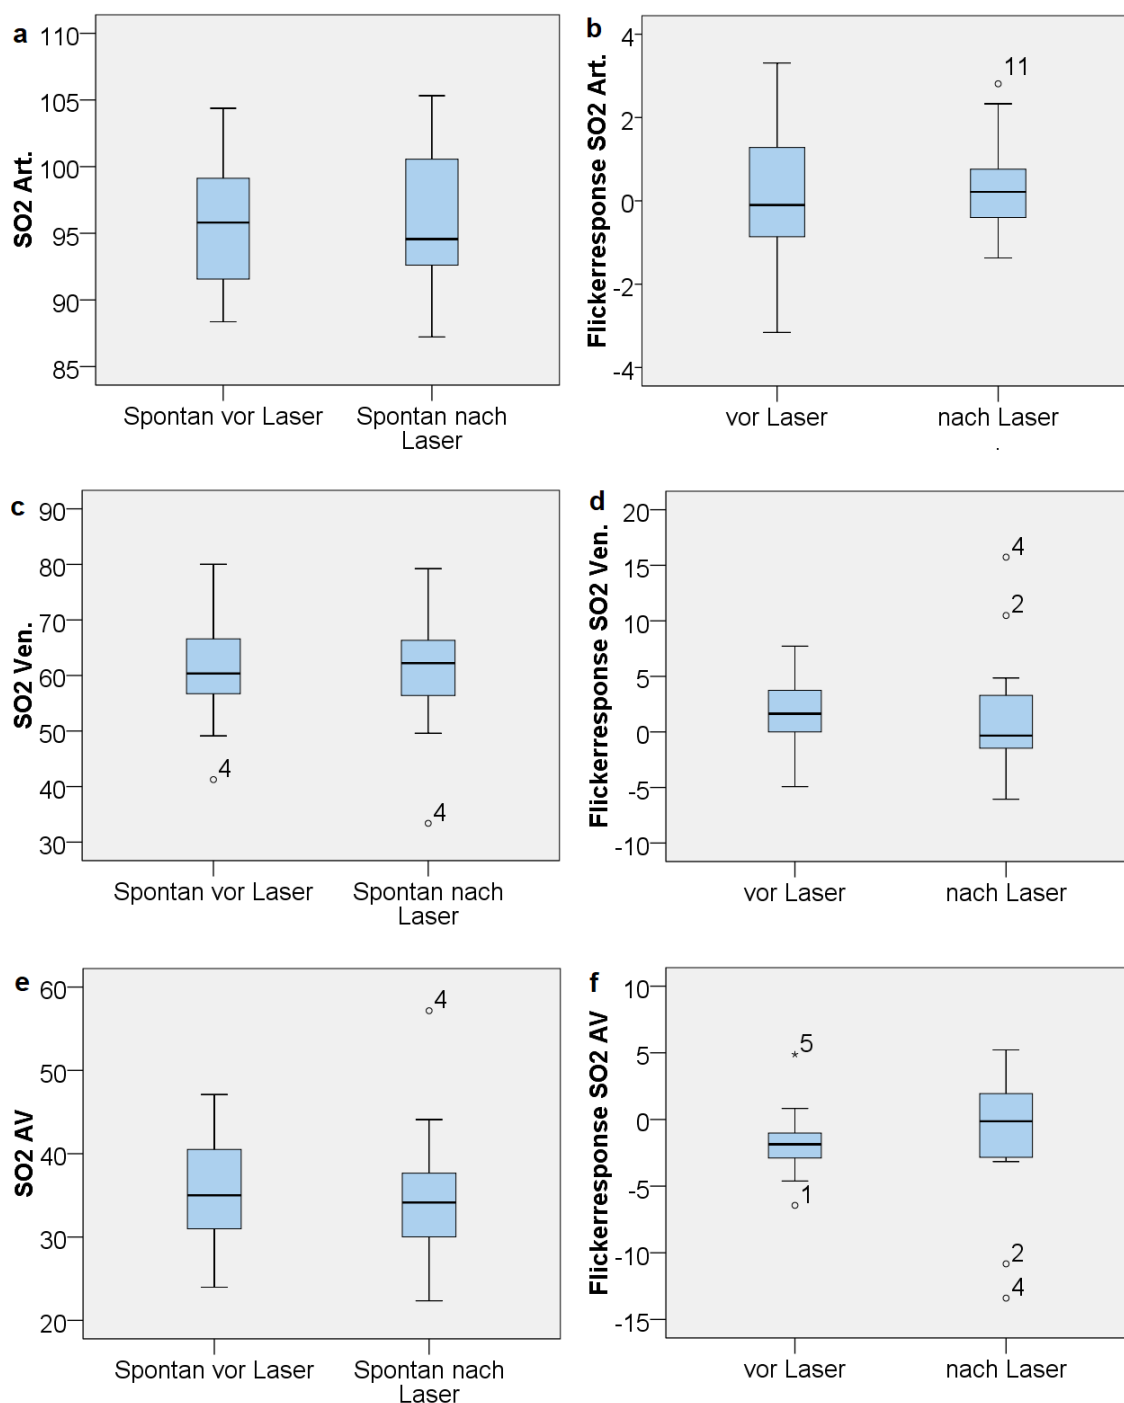 a
SO2 Art.
110
105
100
95
90
85
Spontan vor Laser
Spontan nach
Laser
b
Flickerresponse SO2 Art.
4
2
0
-2
-4
11
vor Laser
nach Laser
c
SO2 Ven.
90
80
70
60
50
40
30
4
4
Spontan vor Laser
Spontan nach
Laser
d
Flickerresponse SO2 Ven.
20
15
10
5
0
-5
-10
4
2
vor Laser
nach Laser
e
SO2 AV
60
50
40
30
20
4
Spontan vor Laser
Spontan nach
Laser
f
Flickerresponse SO2 AV
10
5
0
-5
-10
-15
5
1
2
4
vor Laser
nach Laser